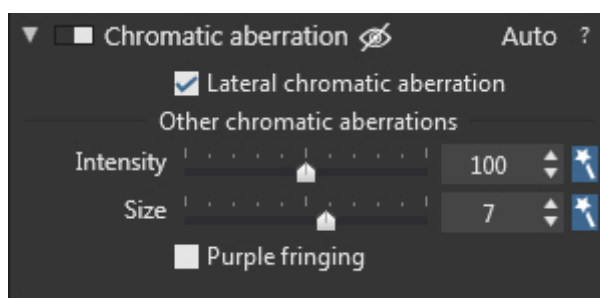 Chromatic aberration Auto ?
Lateral chromatic aberration
Other chromatic aberrations
Intensity 100
Size 7
Purple fringing